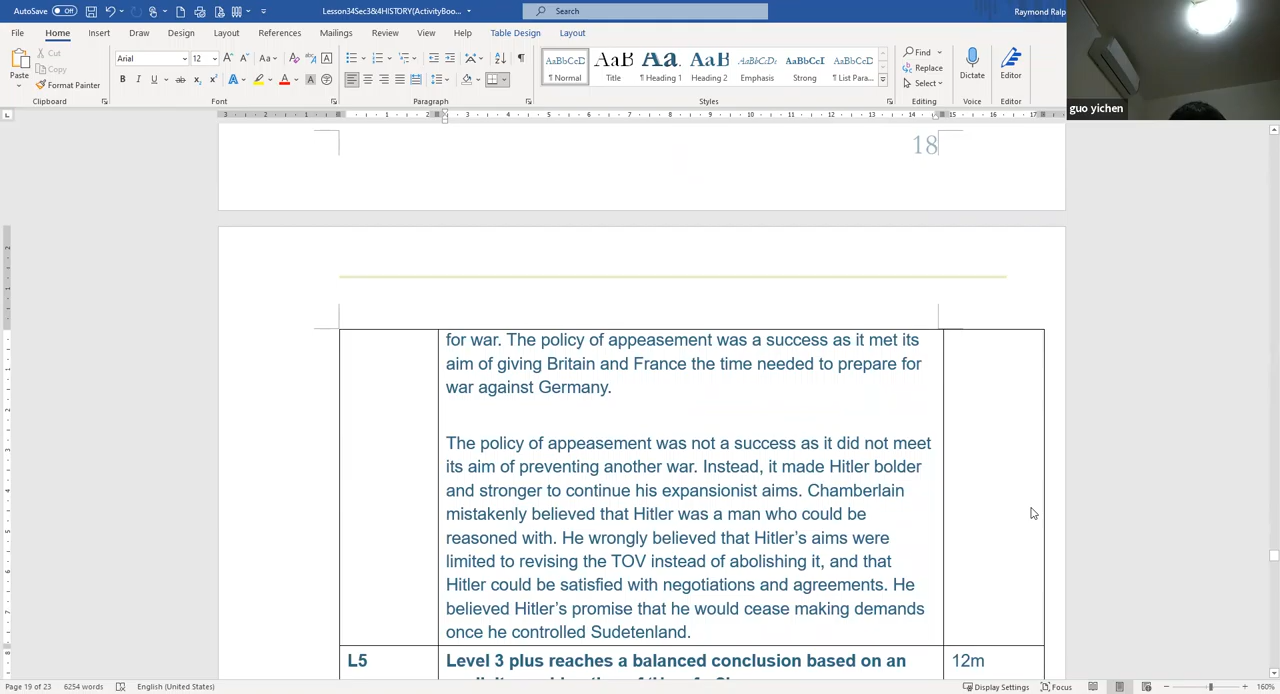 AutoSave Off
Lesson34Sec3&4HISTORY(ActivityBoo...
Search
Raymond Ralp
File Home Insert Draw Design Layout References Mailings Review View Help Table Design Layout
Paste
Cut
Copy
Format Painter
Clipboard
Arial
12
Font
Paragraph
AaBbCcDc
¶ Normal
AaB
Title
AaB
¶ Heading 1
AaB
Heading 2
AaBbCcDc
Emphasis
AaBbCcI
Strong
AaBbCcD
¶ List Para...
Styles
Find
Replace
Select
Editing
Dictate
Voice
Editor
Editor
guo yichen
18
for war. The policy of appeasement was a success as it met its
aim of giving Britain and France the time needed to prepare for
war against Germany.
The policy of appeasement was not a success as it did not meet
its aim of preventing another war. Instead, it made Hitler bolder
and stronger to continue his expansionist aims. Chamberlain
mistakenly believed that Hitler was a man who could be
reasoned with. He wrongly believed that Hitler's aims were
limited to revising the TOV instead of abolishing it, and that
Hitler could be satisfied with negotiations and agreements. He
believed Hitler's promise that he would cease making demands
once he controlled Sudetenland.
L5 Level 3 plus reaches a balanced conclusion based on an 12m
Page 19 of 23 6254 words English (United States) Display Settings Focus 160%